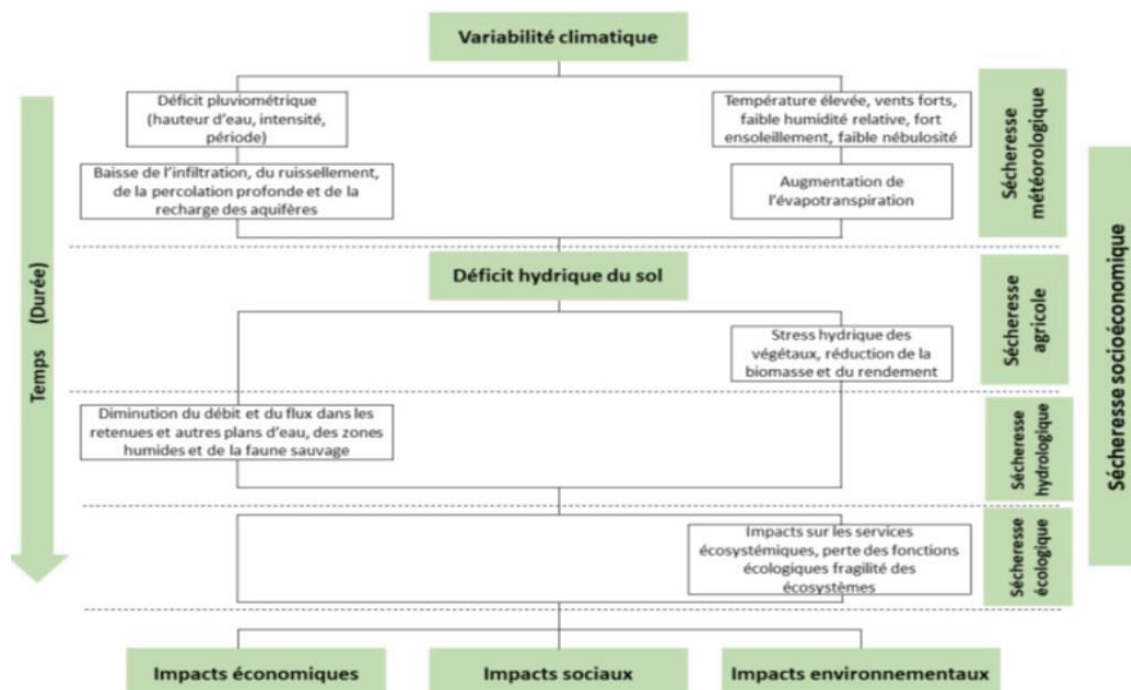 Variabilité climatique
Déficit pluviométrique
(hauteur d'eau, intensité,
période)
Température élevée, vents forts,
faible humidité relative, fort
ensoleillement, faible nébulosité
Baisse de l'infiltration, du ruissellement,
de la percolation profonde et de la
recharge des aquifères
Augmentation de
l'évapotranspiration
Sécheresse
météorologique
Déficit hydrique du sol
Stress hydrique des
végétaux, réduction de la
biomasse et du rendement
Sécheresse
agricole
Diminution du débit et du flux dans les
retenues et autres plans d'eau, des zones
humides et de la faune sauvage
Sécheresse
hydrologique
Impacts sur les services
écosystémiques, perte des fonctions
écologiques fragilité des
écosystèmes
Sécheresse
écologique
Temps (Durée)
Sécheresse socioéconomique
Impacts économiques
Impacts sociaux
Impacts environnementaux